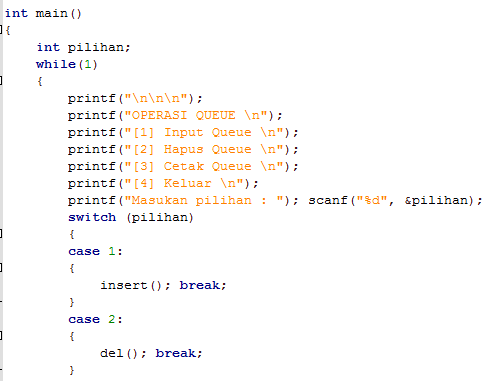 int main()
{
    int pilihan;
    while(1)
    {
        printf("\n\n\n");
        printf("OPERASI QUEUE \n");
        printf("[1] Input Queue \n");
        printf("[2] Hapus Queue \n");
        printf("[3] Cetak Queue \n");
        printf("[4] Keluar \n");
        printf("Masukan pilihan : "); scanf("%d", &pilihan);
        switch (pilihan)
        {
        case 1:
        {
            insert(); break;
        }
        case 2:
        {
            del(); break;
        }